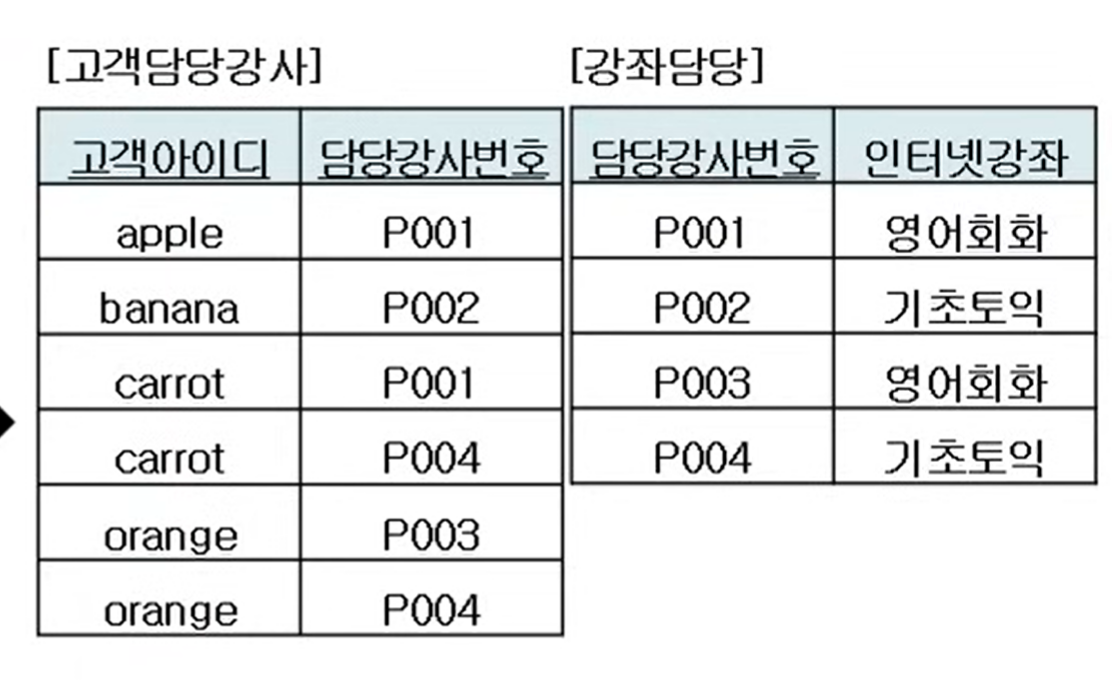 [고객담당강사]
고객아이디 담당강사번호
apple P001
banana P002
carrot P001
carrot P004
orange P003
orange P004
[강좌담당]
담당강사번호 인터넷강좌
P001 영어회화
P002 기초토익
P003 영어회화
P004 기초토익